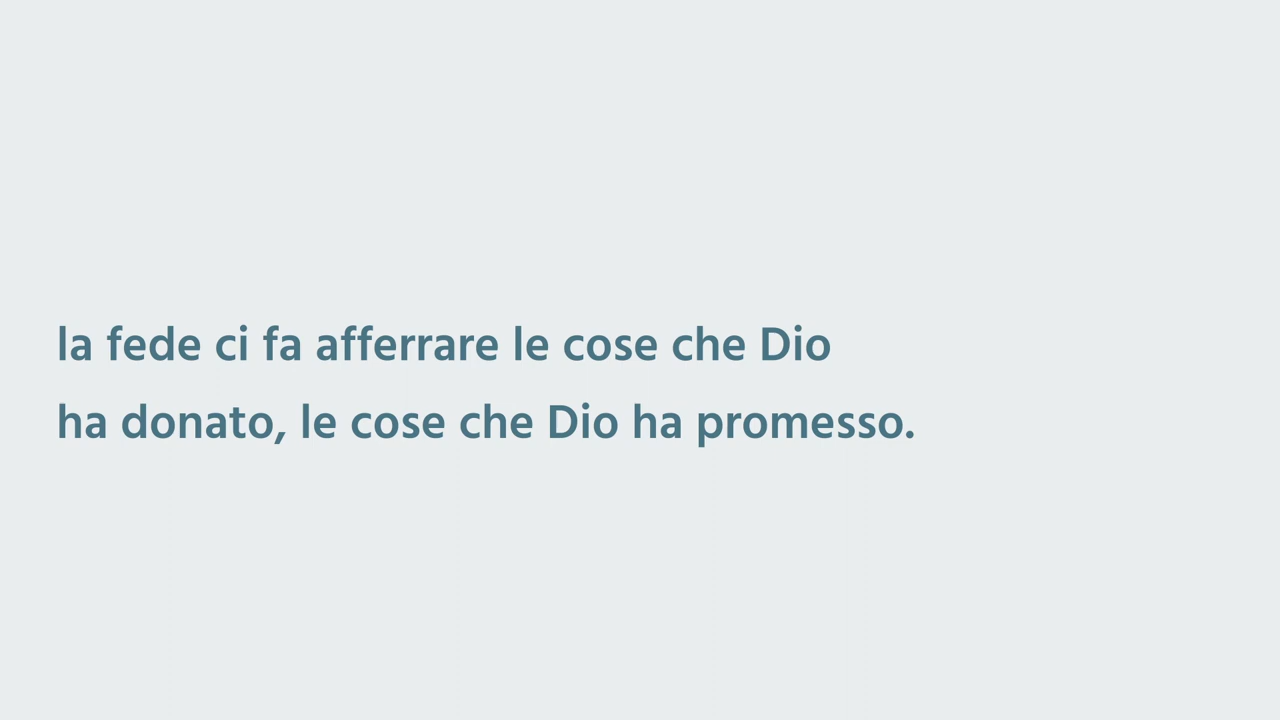 la fede ci fa afferrare le cose che Dio
ha donato, le cose che Dio ha promesso.